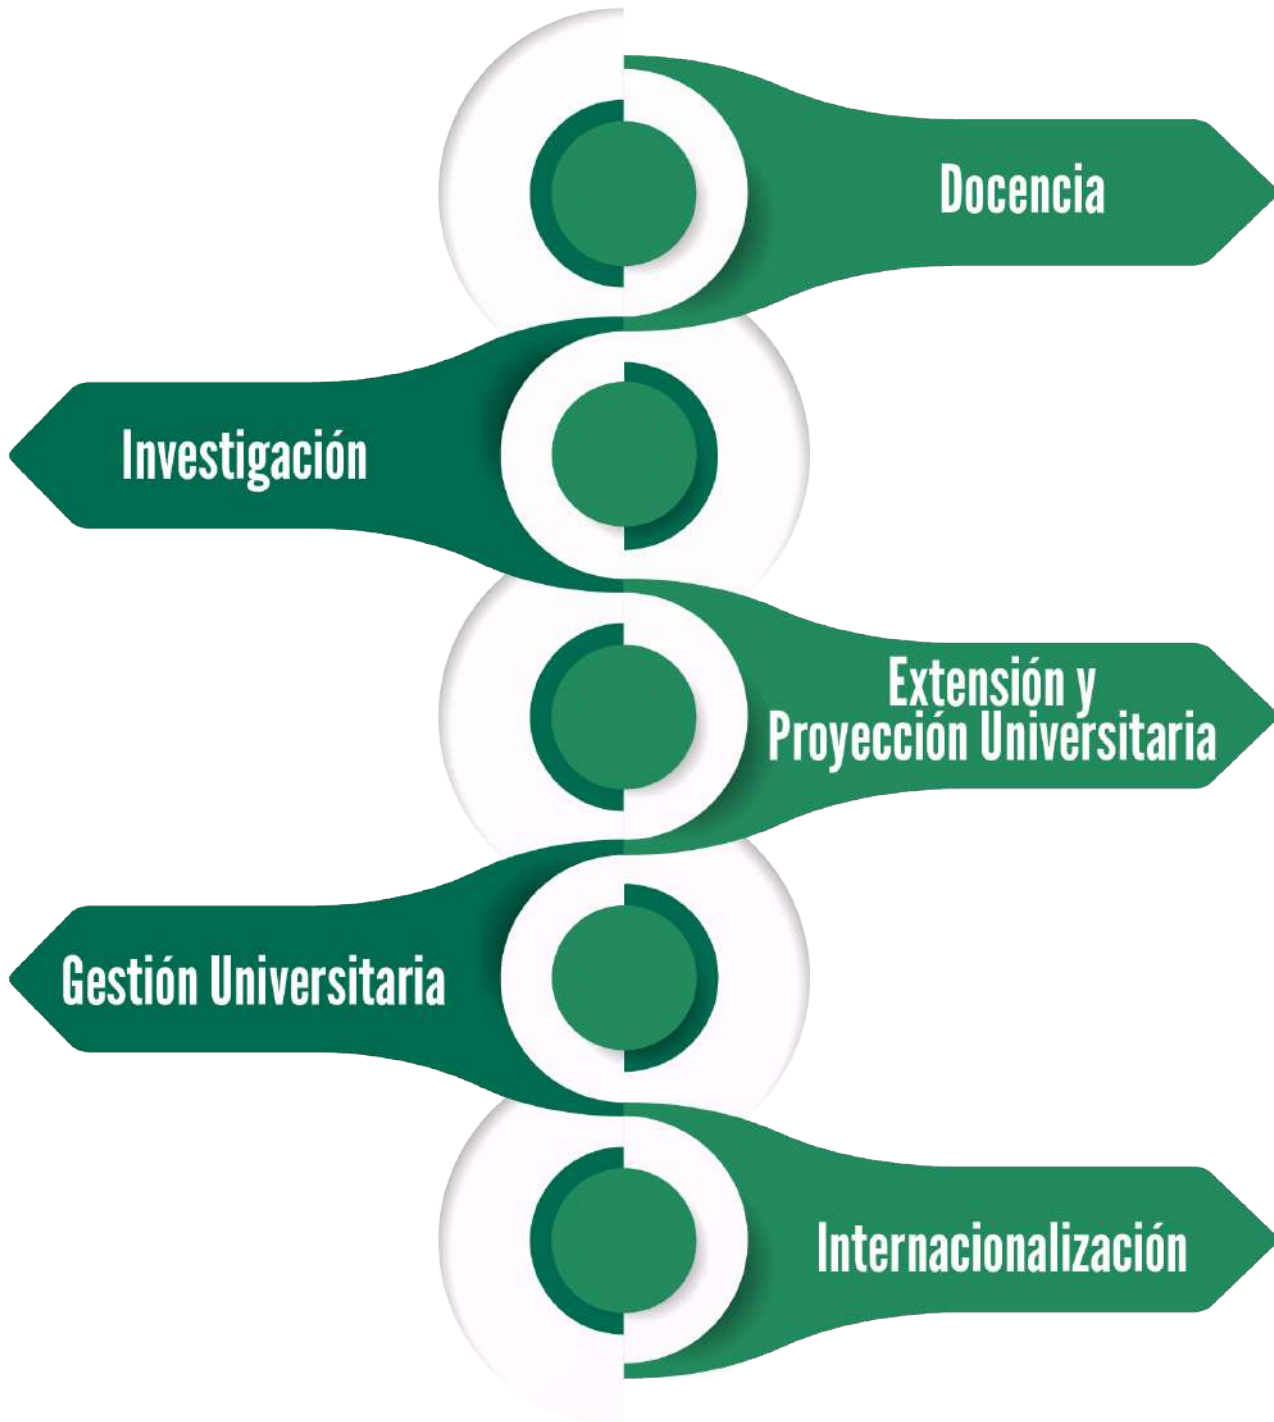 Docencia
Investigación
Extensión y
Proyección Universitaria
Gestión Universitaria
Internacionalización